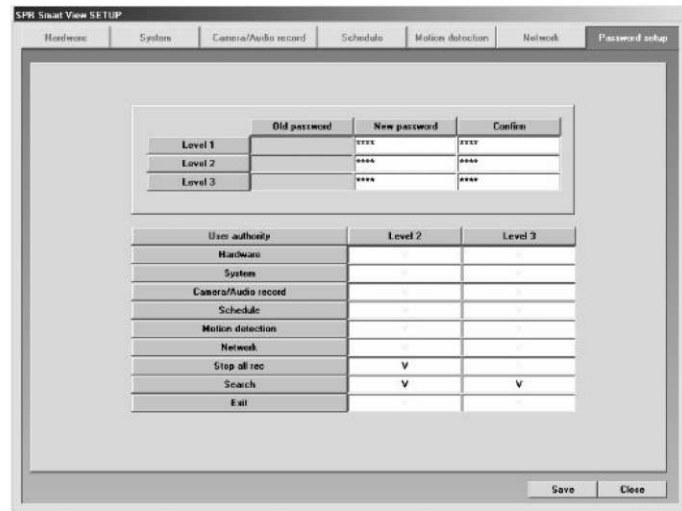 SPR Smart View SETUP
Hardware System Camera/Audio record Schedule Motion detection Network Password setup
Old password New password Confirm
Level 1 **** ****
Level 2 **** ****
Level 3 **** ****
User authority Level 2 Level 3
Hardware
System
Camera/Audio record
Schedule
Motion detection
Network
Stop all rec V
Search V V
Exit
Save Close